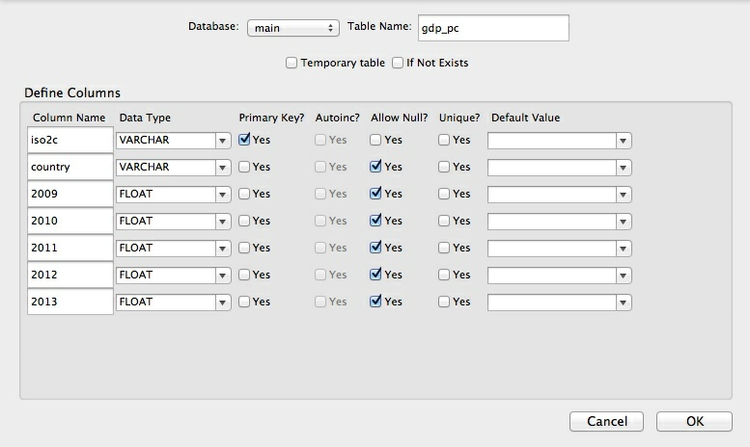 Database: main Table Name: gdp_pc
Temporary table If Not Exists
Define Columns
Column Name Data Type Primary Key? Autoinc? Allow Null? Unique? Default Value
iso2c VARCHAR Yes Yes Yes Yes
country VARCHAR Yes Yes Yes Yes
2009 FLOAT Yes Yes Yes Yes
2010 FLOAT Yes Yes Yes Yes
2011 FLOAT Yes Yes Yes Yes
2012 FLOAT Yes Yes Yes Yes
2013 FLOAT Yes Yes Yes Yes
Cancel OK